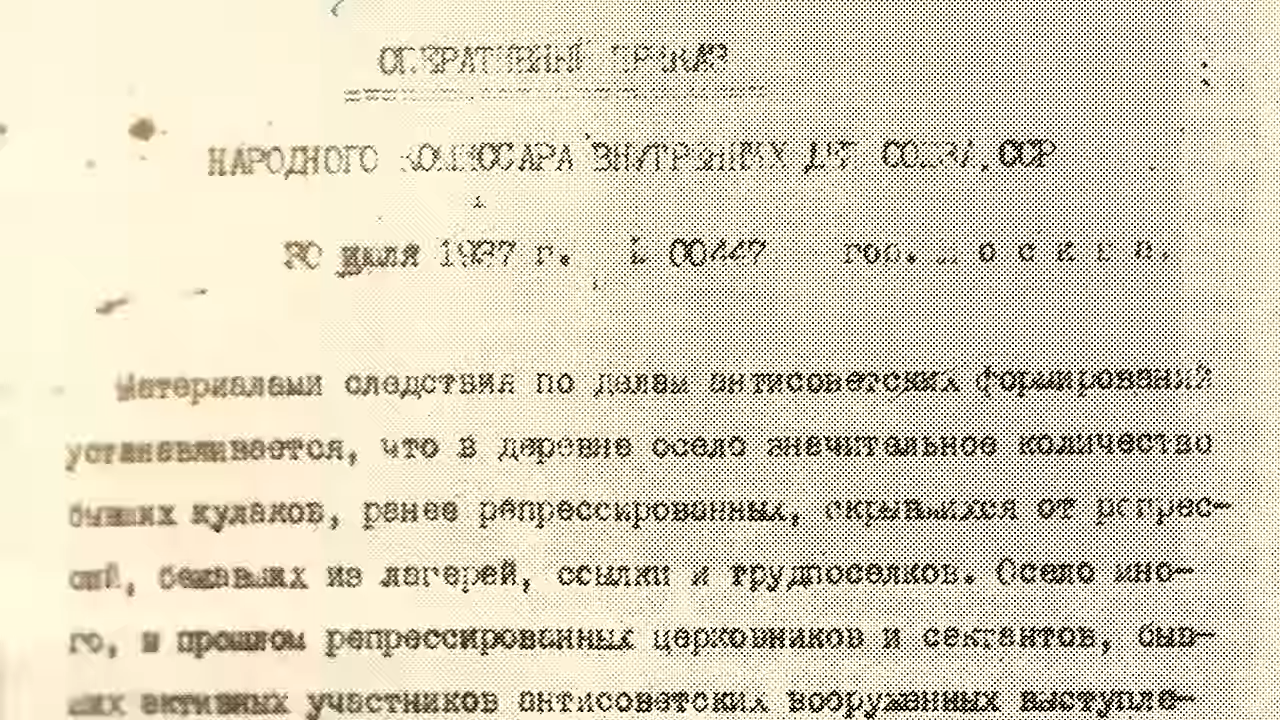 ОПЕРАТИВНЫЙ ПРИКАЗ
НАРОДНОГО КОМИССАРА ВНУТРЕННИХ ДЕЛ СОЮЗА ССР
30 июля 1937 г. № 00447 гор. М о с к в а.
Материалами следствия по делам антисоветских формирований
устанавливается, что в деревне осело значительное количество
бывших кулаков, ранее репрессированных, скрывшихся от репрес-
сий, бежавших из лагерей, ссылки и трудпоселков. Осело мно-
го, в прошлом репрессированных церковников и сектантов, быв-
ших активных участников антисоветских вооруженных выступле-